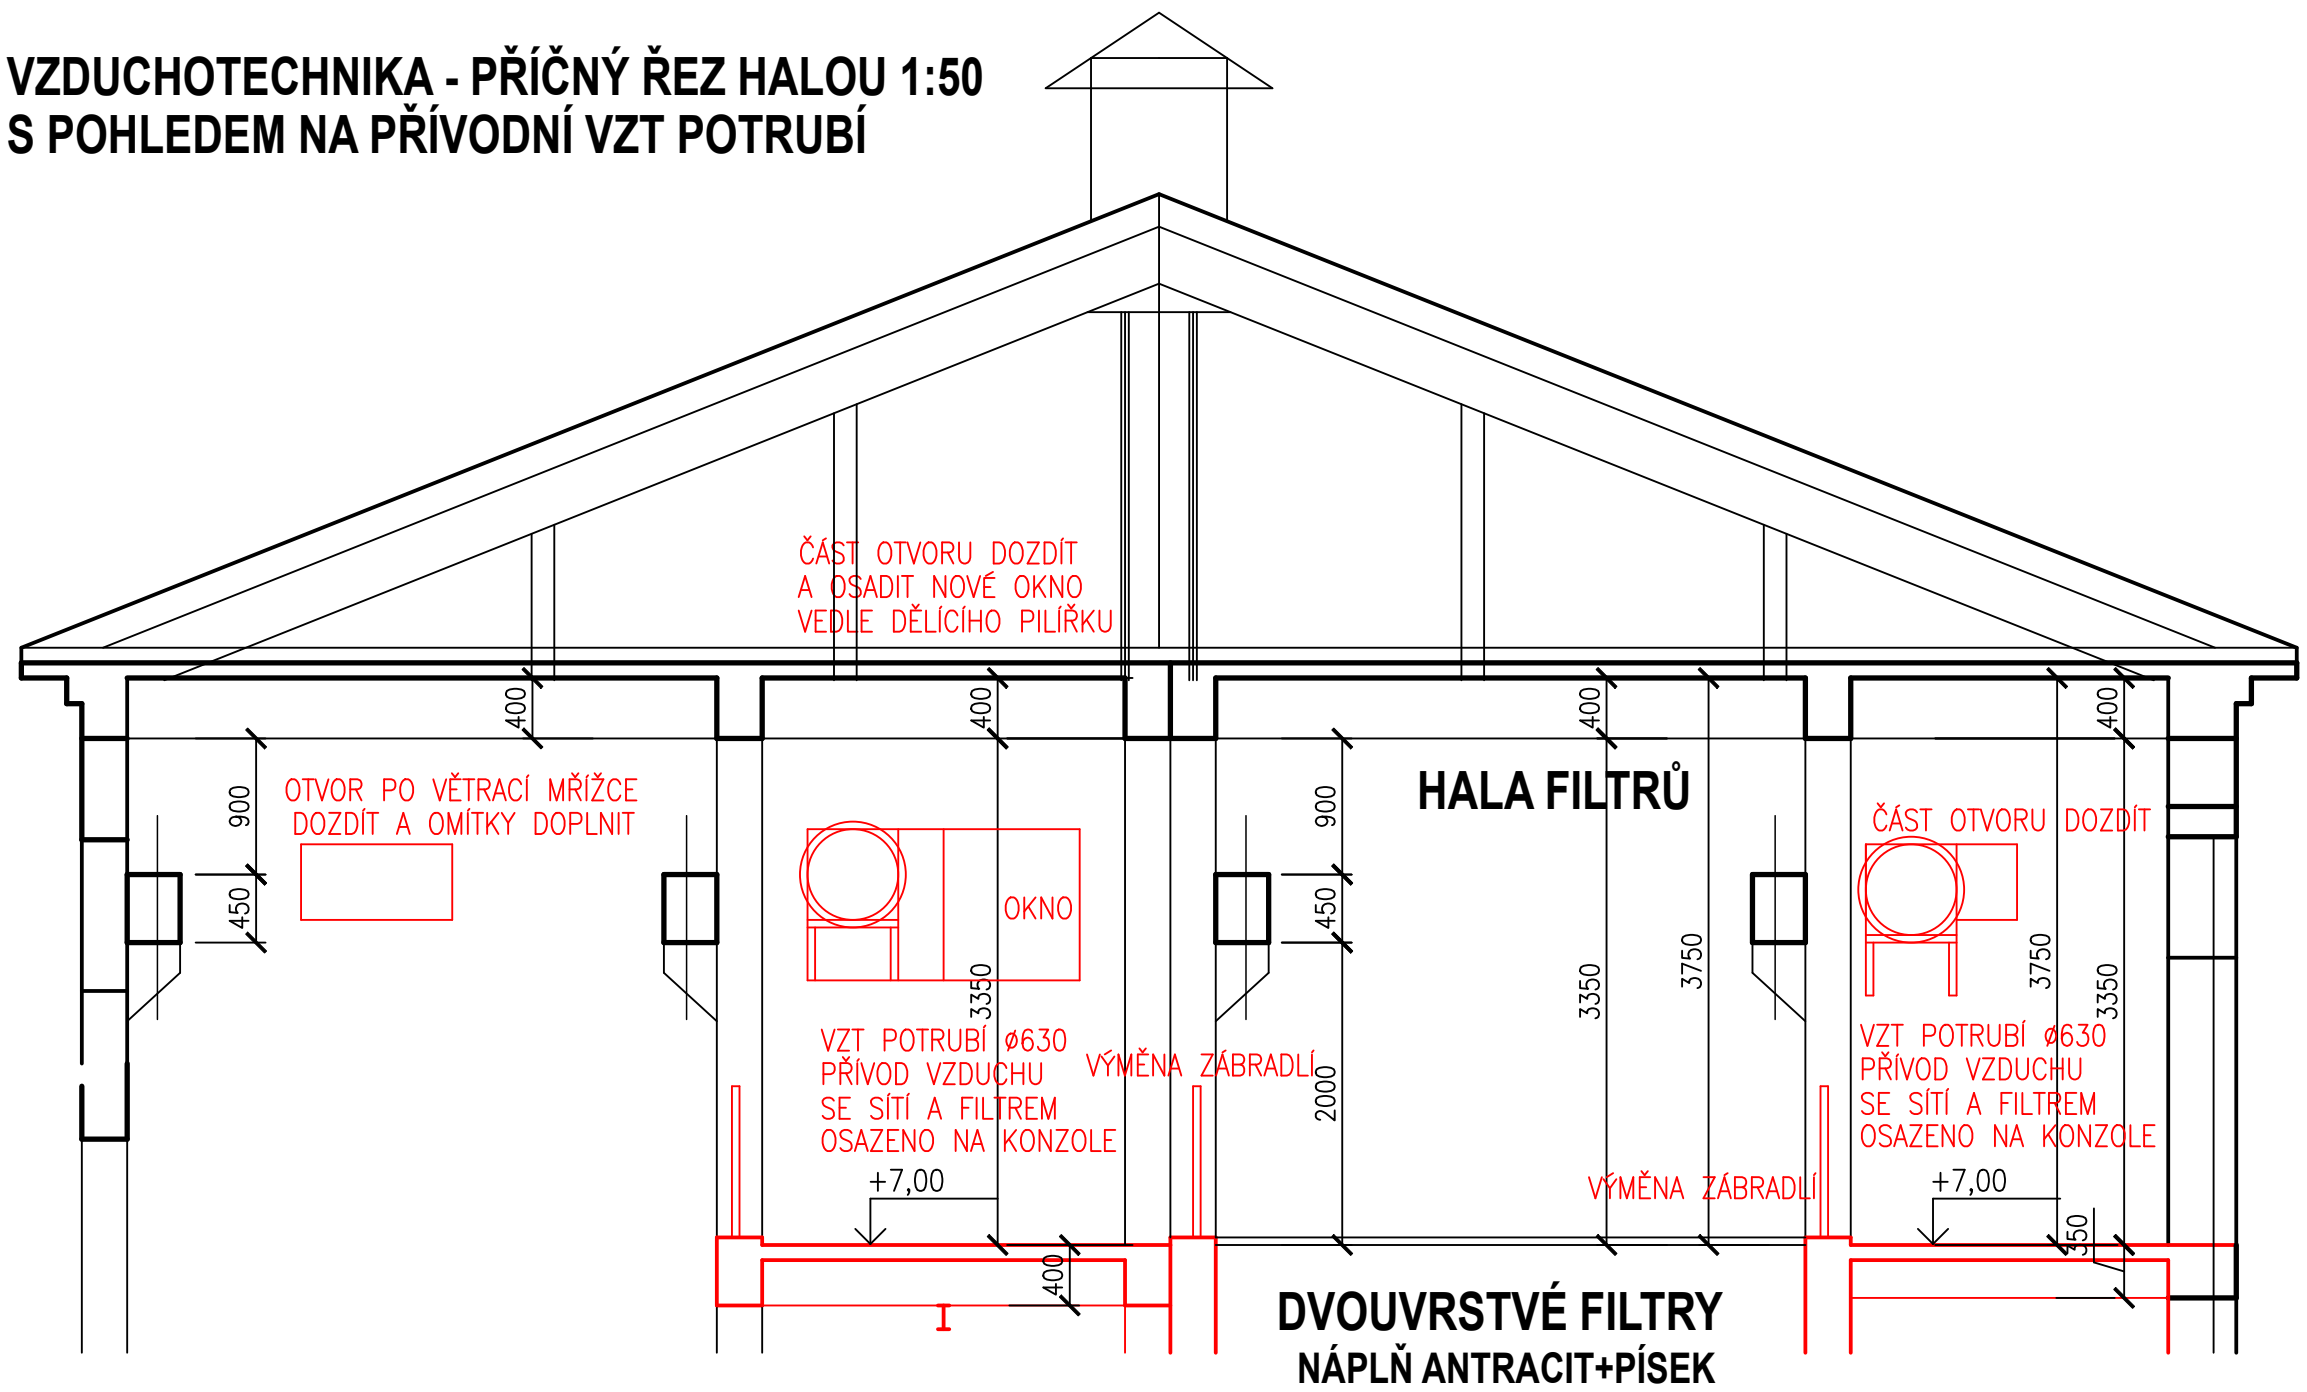 VZDUCHOTECHNIKA - PŘÍČNÝ ŘEZ HALOU 1:50
S POHLEDEM NA PŘÍVODNÍ VZT POTRUBÍ
ČÁST OTVORU DOZDÍT
A OSADIT NOVÉ OKNO
VEDLE DĚLÍCÍHO PILÍŘKU
400
400
400
400
900
450
OTVOR PO VĚTRACÍ MŘÍŽCE
DOZDÍT A OMÍTKY DOPLNIT
OKNO
3350
VZT POTRUBÍ ø630
PŘÍVOD VZDUCHU
SE SÍTÍ A FILTREM
OSAZENO NA KONZOLE
+7,00
400
VÝMĚNA ZÁBRADLÍ
HALA FILTRŮ
900
450
2000
3350
3750
VÝMĚNA ZÁBRADLÍ
ČÁST OTVORU DOZDÍT
3750
3350
VZT POTRUBÍ ø630
PŘÍVOD VZDUCHU
SE SÍTÍ A FILTREM
OSAZENO NA KONZOLE
+7,00
350
DVOUVRSTVÉ FILTRY
NÁPLŇ ANTRACIT+PÍSEK